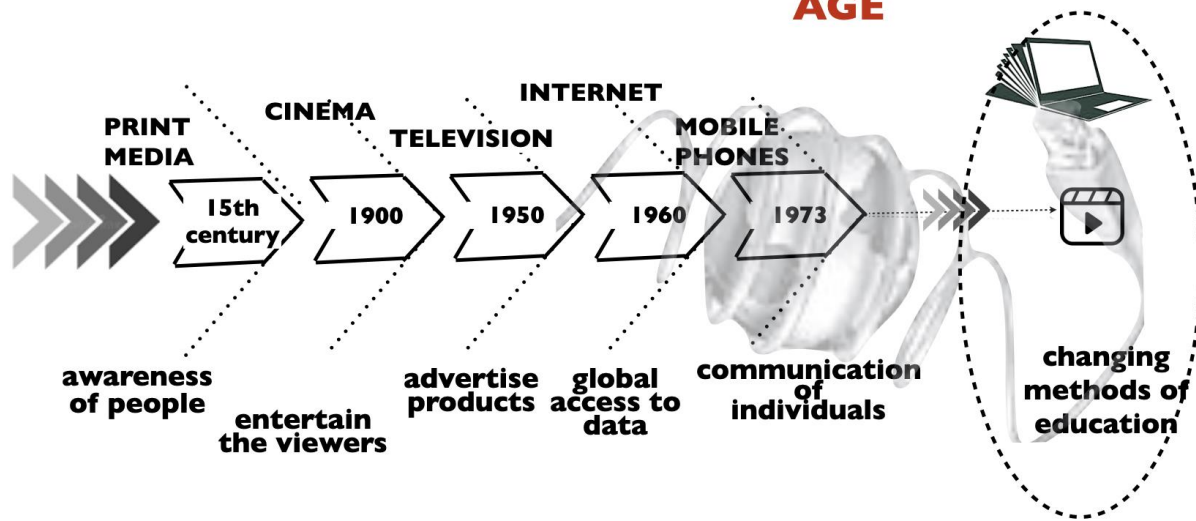 AGE
PRINT
MEDIA
15th
century
awareness
of people
CINEMA
1900
entertain
the viewers
TELEVISION
1950
advertise
products
INTERNET
1960
global
access to
data
MOBILE
PHONES
1973
communication
of
individuals
changing
methods of
education